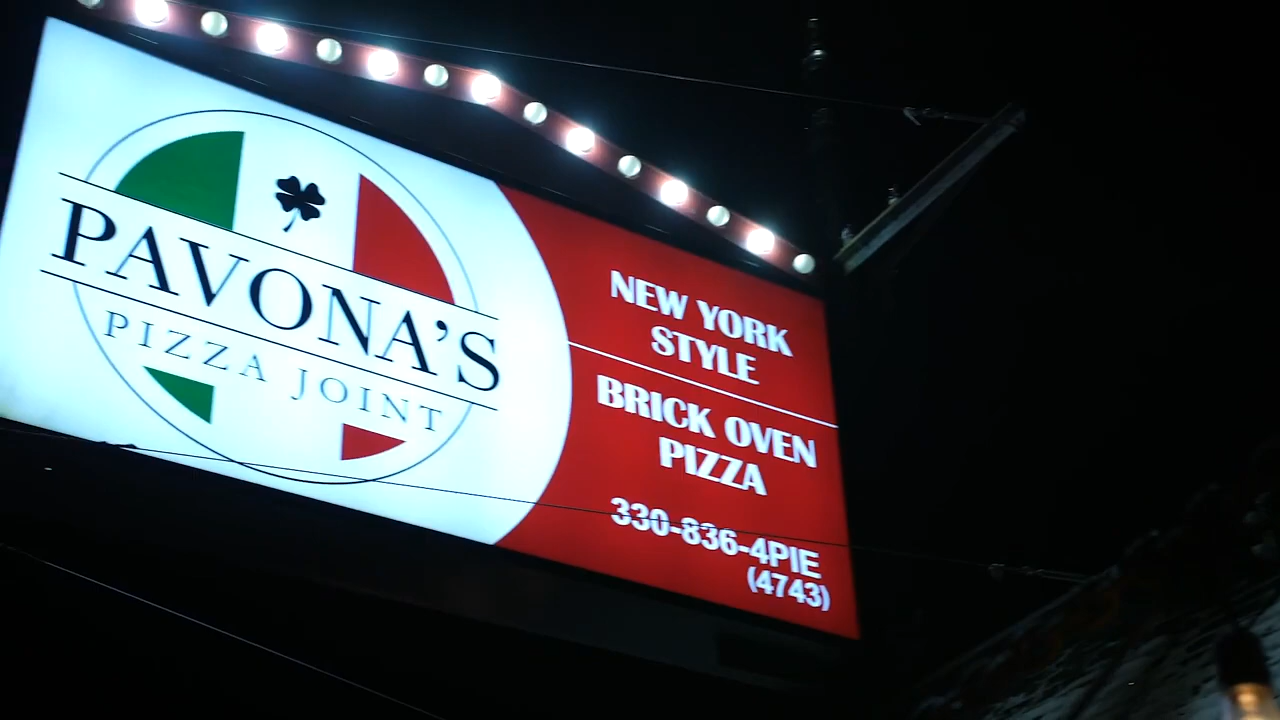 PAVONA'S
PIZZA JOINT
NEW YORK
STYLE
BRICK OVEN
PIZZA
330-836-4PIE
(4743)